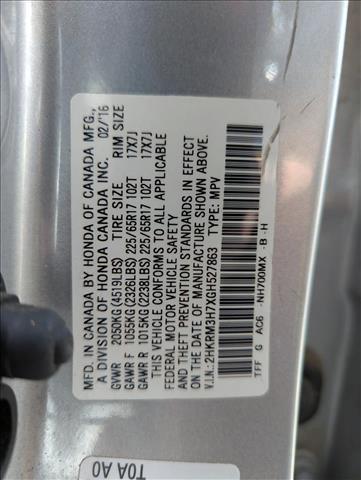 MFD. IN CANADA BY HONDA OF CANADA MFG.,
A DIVISION OF HONDA CANADA INC. 02/'16
GVWR 2050KG (4519LBS) TIRE SIZE RIM SIZE
GAWR F 1055KG (2326LBS) 225/65R17 102T 17X7J
GAWR R 1015KG (2238LBS) 225/65R17 102T 17X7J
THIS VEHICLE CONFORMS TO ALL APPLICABLE
FEDERAL MOTOR VEHICLE SAFETY
AND THEFT PREVENTION STANDARDS IN EFFECT
ON THE DATE OF MANUFACTURE SHOWN ABOVE.
V.I.N.: 2HKRM3H7XGH527863 TYPE: MPV
TFF G AC6 -NH700MX -B -H
T0A A0